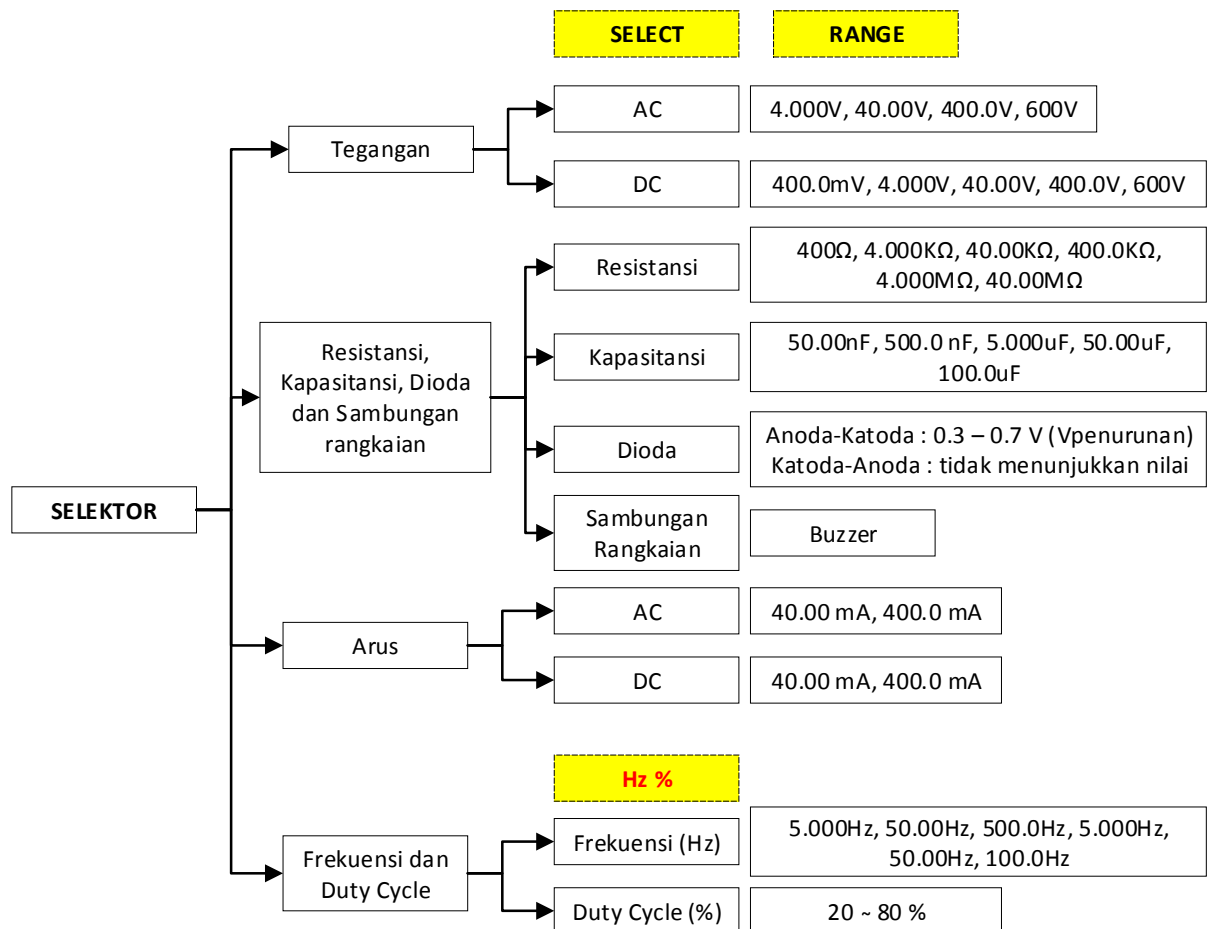 SELECT
RANGE
SELEKTOR
Tegangan
AC
4.000V, 40.00V, 400.0V, 600V
DC
400.0mV, 4.000V, 40.00V, 400.0V, 600V
Resistansi,
Kapasitansi, Dioda
dan Sambungan
rangkaian
Resistansi
400Ω, 4.000KΩ, 40.00KΩ, 400.0KΩ,
4.000MΩ, 40.00MΩ
Kapasitansi
50.00nF, 500.0 nF, 5.000uF, 50.00uF,
100.0uF
Dioda
Anoda-Katoda : 0.3 – 0.7 V (Vpenurunan)
Katoda-Anoda : tidak menunjukkan nilai
Sambungan
Rangkaian
Buzzer
Arus
AC
40.00 mA, 400.0 mA
DC
40.00 mA, 400.0 mA
Hz %
Frekuensi dan
Duty Cycle
Frekuensi (Hz)
5.000Hz, 50.00Hz, 500.0Hz, 5.000Hz,
50.00Hz, 100.0Hz
Duty Cycle (%)
20 ~ 80 %